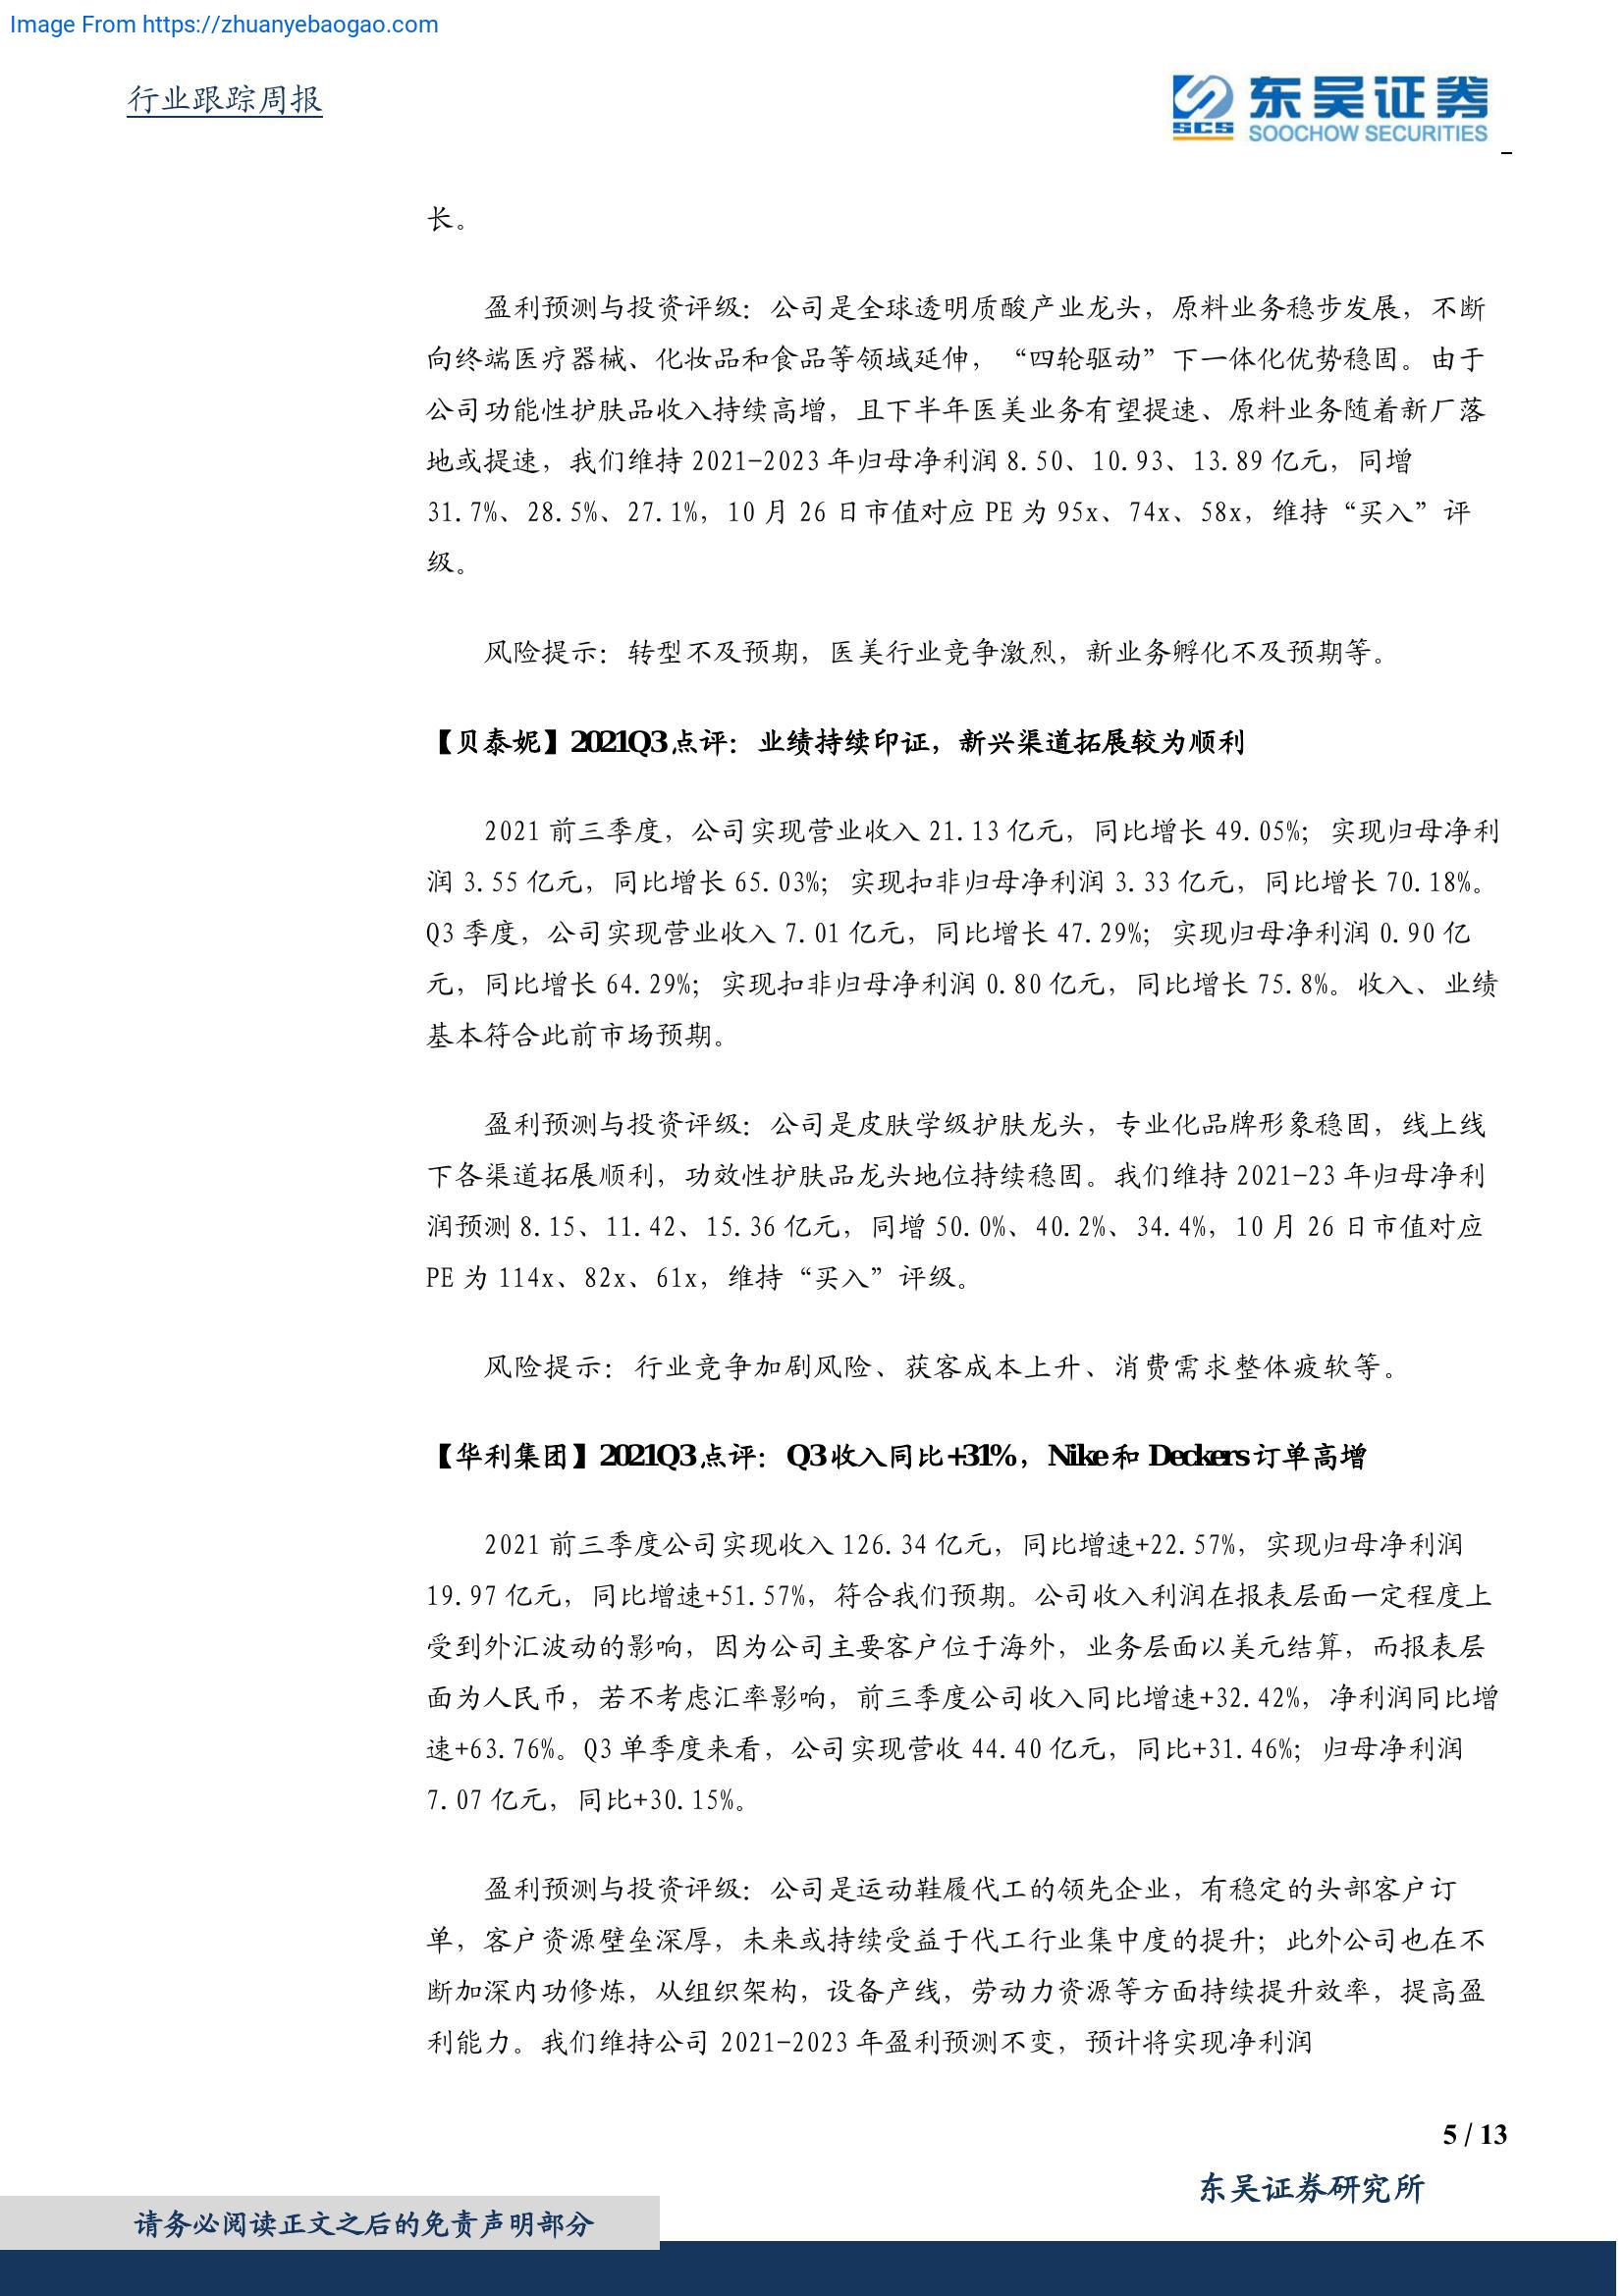 Image From https://zhuanyebaogao.com
行业跟踪周报
SCS
东吴证券
SOOCHOW SECURITIES
长。
盈利预测与投资评级：公司是全球透明质酸产业龙头，原料业务稳步发展，不断
向终端医疗器械、化妆品和食品等领域延伸，“四轮驱动”下一体化优势稳固。由于
公司功能性护肤品收入持续高增，且下半年医美业务有望提速、原料业务随着新厂落
地或提速，我们维持 2021-2023 年归母净利润 8.50、10.93、13.89 亿元，同增
31.7%、28.5%、27.1%，10 月 26 日市值对应 PE 为 95x、74x、58x，维持“买入”评
级。
风险提示：转型不及预期，医美行业竞争激烈，新业务孵化不及预期等。
【贝泰妮】2021Q3 点评：业绩持续印证，新兴渠道拓展较为顺利
2021 前三季度，公司实现营业收入 21.13 亿元，同比增长 49.05%；实现归母净利
润 3.55 亿元，同比增长 65.03%；实现扣非归母净利润 3.33 亿元，同比增长 70.18%。
Q3 季度，公司实现营业收入 7.01 亿元，同比增长 47.29%；实现归母净利润 0.90 亿
元，同比增长 64.29%；实现扣非归母净利润 0.80 亿元，同比增长 75.8%。收入、业绩
基本符合此前市场预期。
盈利预测与投资评级：公司是皮肤学级护肤龙头，专业化品牌形象稳固，线上线
下各渠道拓展顺利，功效性护肤品龙头地位持续稳固。我们维持 2021-23 年归母净利
润预测 8.15、11.42、15.36 亿元，同增 50.0%、40.2%、34.4%，10 月 26 日市值对应
PE 为 114x、82x、61x，维持“买入”评级。
风险提示：行业竞争加剧风险、获客成本上升、消费需求整体疲软等。
【华利集团】2021Q3 点评：Q3 收入同比+31%，Nike 和 Deckers 订单高增
2021 前三季度公司实现收入 126.34 亿元，同比增速+22.57%，实现归母净利润
19.97 亿元，同比增速+51.57%，符合我们预期。公司收入利润在报表层面一定程度上
受到外汇波动的影响，因为公司主要客户位于海外，业务层面以美元结算，而报表层
面为人民币，若不考虑汇率影响，前三季度公司收入同比增速+32.42%，净利润同比增
速+63.76%。Q3 单季度来看，公司实现营收 44.40 亿元，同比+31.46%；归母净利润
7.07 亿元，同比+30.15%。
盈利预测与投资评级：公司是运动鞋履代工的领先企业，有稳定的头部客户订
单，客户资源壁垒深厚，未来或持续受益于代工行业集中度的提升；此外公司也在不
断加深内功修炼，从组织架构，设备产线，劳动力资源等方面持续提升效率，提高盈
利能力。我们维持公司 2021-2023 年盈利预测不变，预计将实现净利润
5 / 13
东吴证券研究所
请务必阅读正文之后的免责声明部分